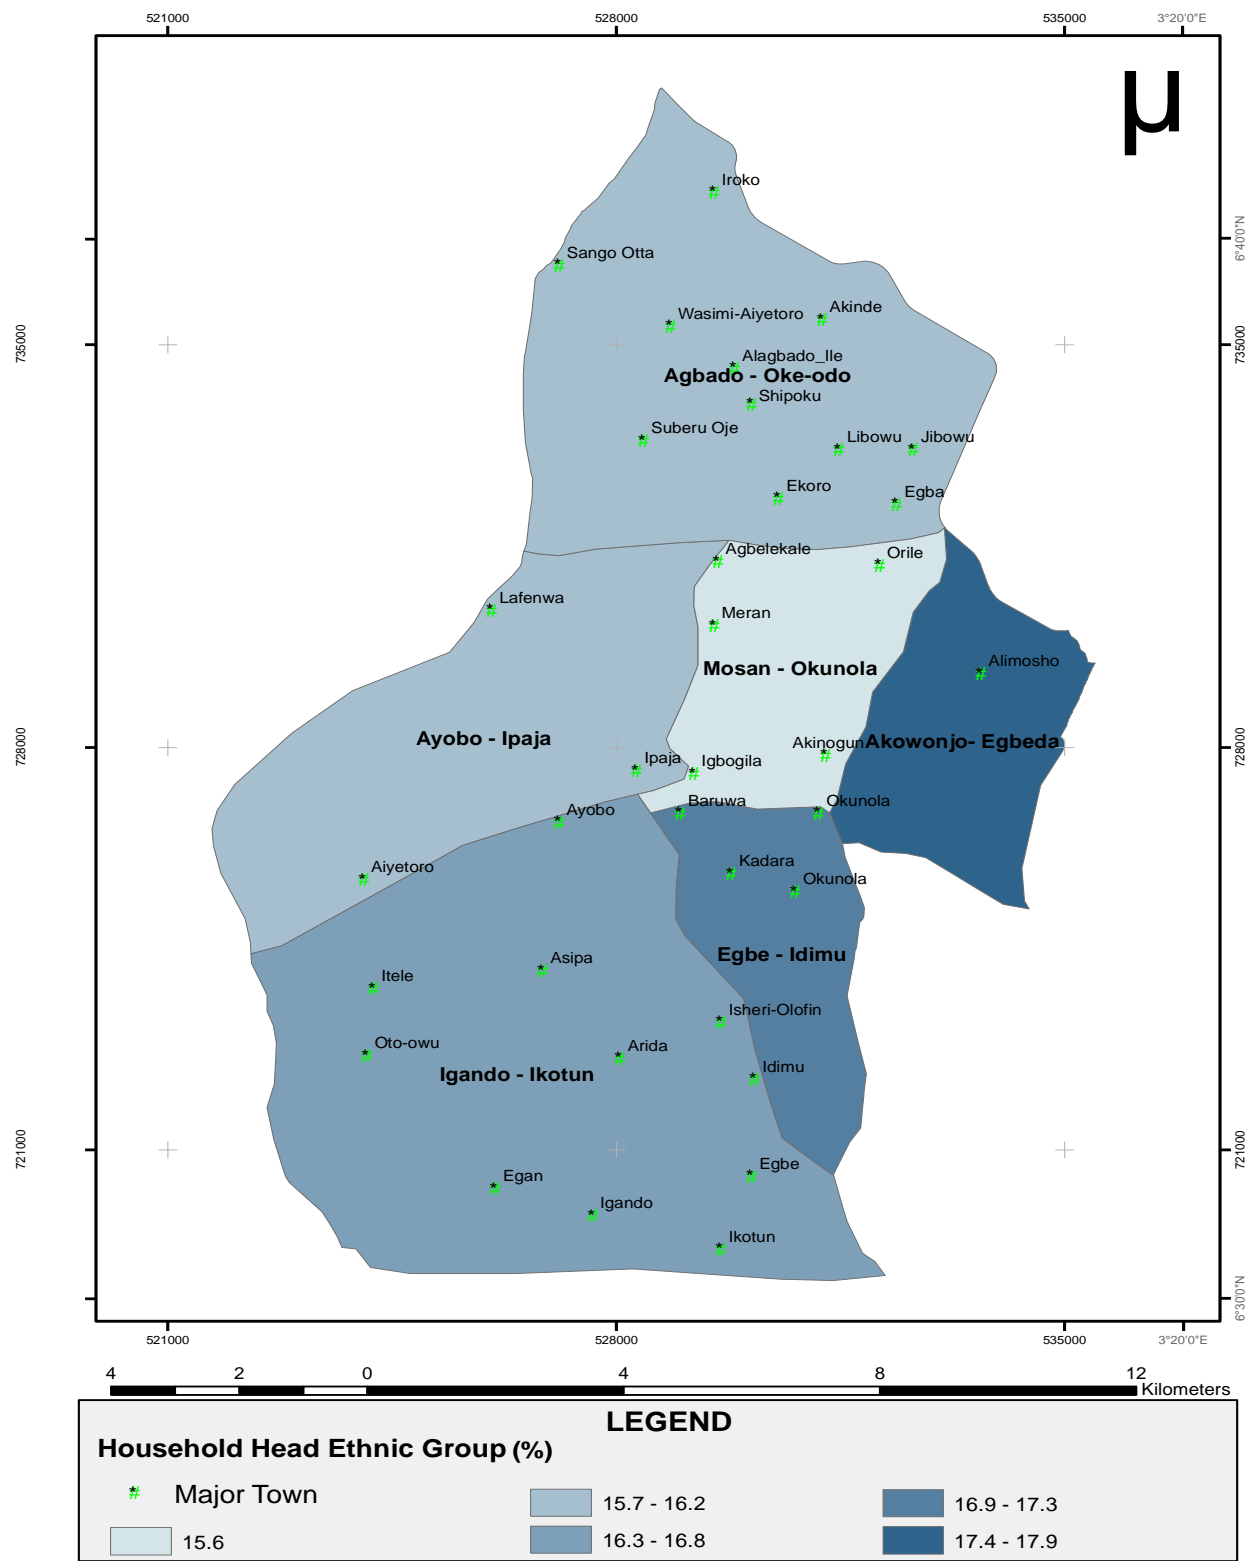 521000
528000
535000
3°20'0"E
µ
Iroko
6°40'0"N
Sango Otta
Wasimi-Aiyetoro
Akinde
735000
735000
Alagbado_Ile
Agbado - Oke-odo
Shipoku
Suberu Oje
Libowu
Jibowu
Ekoro
Egba
Agbelekale
Orile
Lafenwa
Meran
Mosan - Okunola
Alimosho
Ayobo - Ipaja
Akinogun
Akowonjo- Egbeda
728000
728000
Ipaja
Igbogila
Ayobo
Baruwa
Okunola
Kadara
Aiyetoro
Okunola
Egbe - Idimu
Asipa
Itele
Isheri-Olofin
Oto-owu
Arida
Igando - Ikotun
Idimu
721000
721000
Egbe
Egan
Igando
Ikotun
6°30'0"N
521000
528000
535000
3°20'0"E
4 2 0 4 8 12
Kilometers
LEGEND
Household Head Ethnic Group (%)
Major Town
15.6
15.7 - 16.2
16.3 - 16.8
16.9 - 17.3
17.4 - 17.9